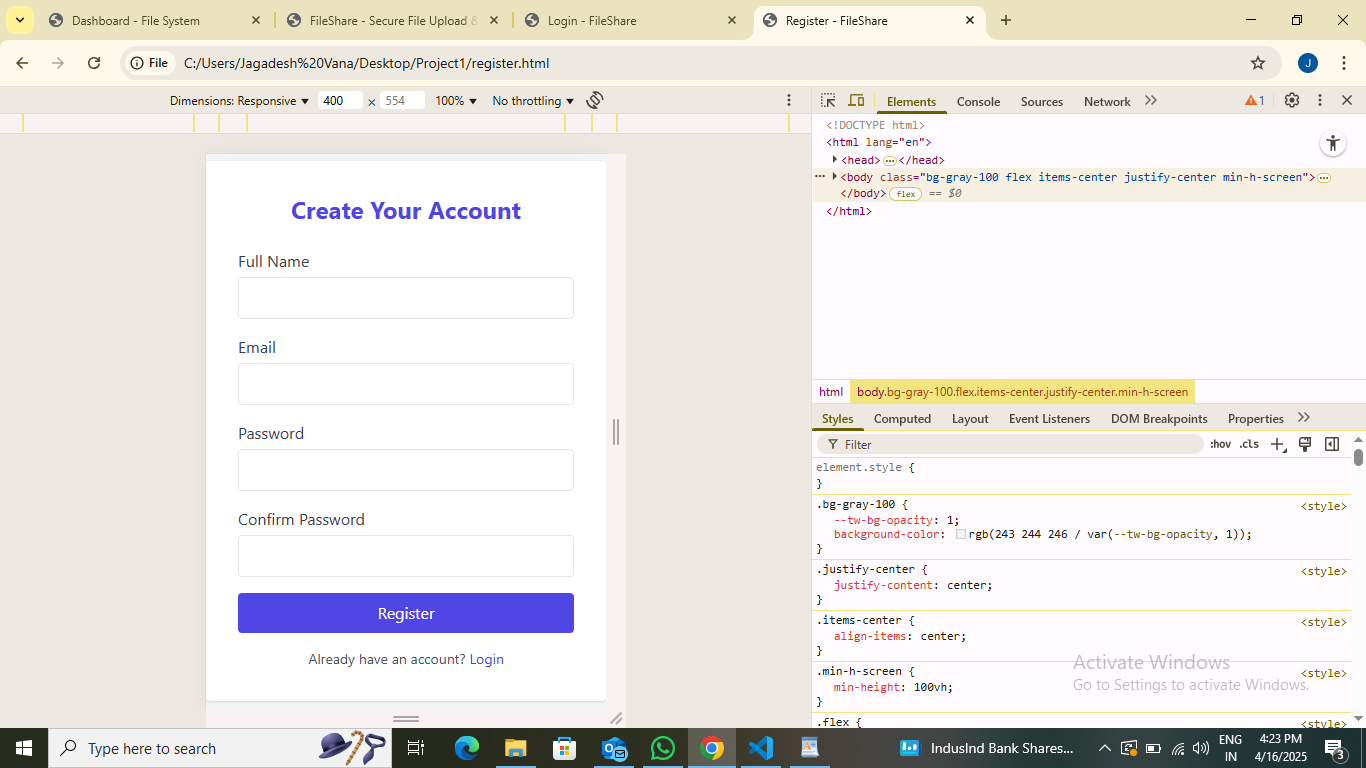 Dashboard - File System
FileShare - Secure File Upload &
Login - FileShare
Register - FileShare
File
C:/Users/Jagadesh%20Vana/Desktop/Project1/register.html
J
Dimensions: Responsive
400
×
554
100%
No throttling
Elements
Console
Sources
Network
1
<!DOCTYPE html>
<html lang="en">
<head>
</head>
<body class="bg-gray-100 flex items-center justify-center min-h-screen">
</body>
flex
== $0
</html>
Create Your Account
Full Name
Email
Password
Confirm Password
Register
Already have an account? Login
html
body.bg-gray-100.flex.items-center.justify-center.min-h-screen
Styles
Computed
Layout
Event Listeners
DOM Breakpoints
Properties
Filter
:hov
.cls
element.style {
}
.bg-gray-100 {
<style>
--tw-bg-opacity: 1;
background-color: rgb(243 244 246 / var(--tw-bg-opacity, 1));
}
.justify-center {
<style>
justify-content: center;
}
.items-center {
<style>
align-items: center;
}
.min-h-screen {
<style>
min-height: 100vh;
}
.flex {
<style>
Activate Windows
Go to Settings to activate Windows.
Type here to search
IndusInd Bank Shares...
ENG
IN
4:23 PM
4/16/2025
3